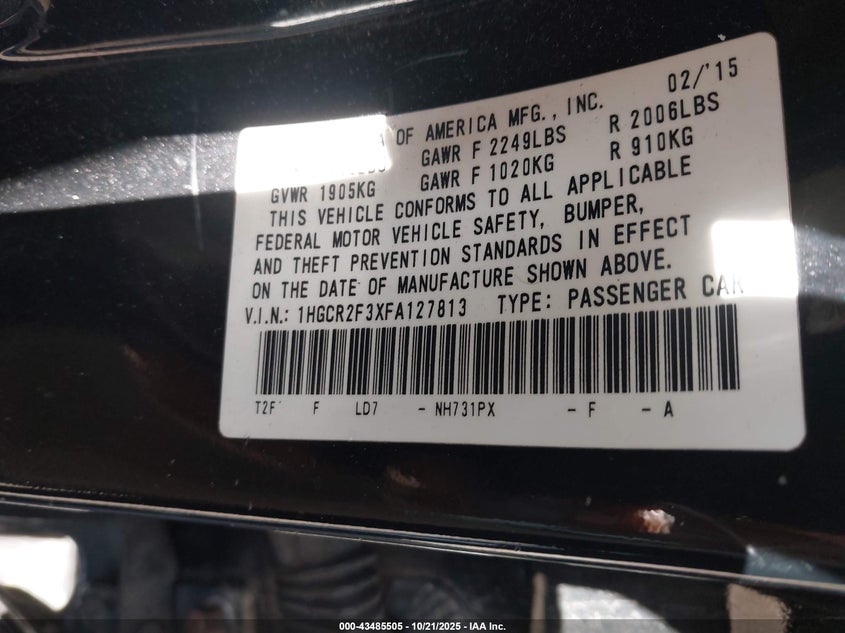 02/'15
OF AMERICA MFG., INC.
GAWR F 2249LBS R 2006LBS
GVWR 1905KG GAWR F 1020KG R 910KG
THIS VEHICLE CONFORMS TO ALL APPLICABLE
FEDERAL MOTOR VEHICLE SAFETY, BUMPER,
AND THEFT PREVENTION STANDARDS IN EFFECT
ON THE DATE OF MANUFACTURE SHOWN ABOVE.
V.I.N.: 1HGCR2F3XFA127813 TYPE: PASSENGER CAR
T2F F LD7 - NH731PX - F - A
000-43485505 - 10/21/2025 - IAA Inc.